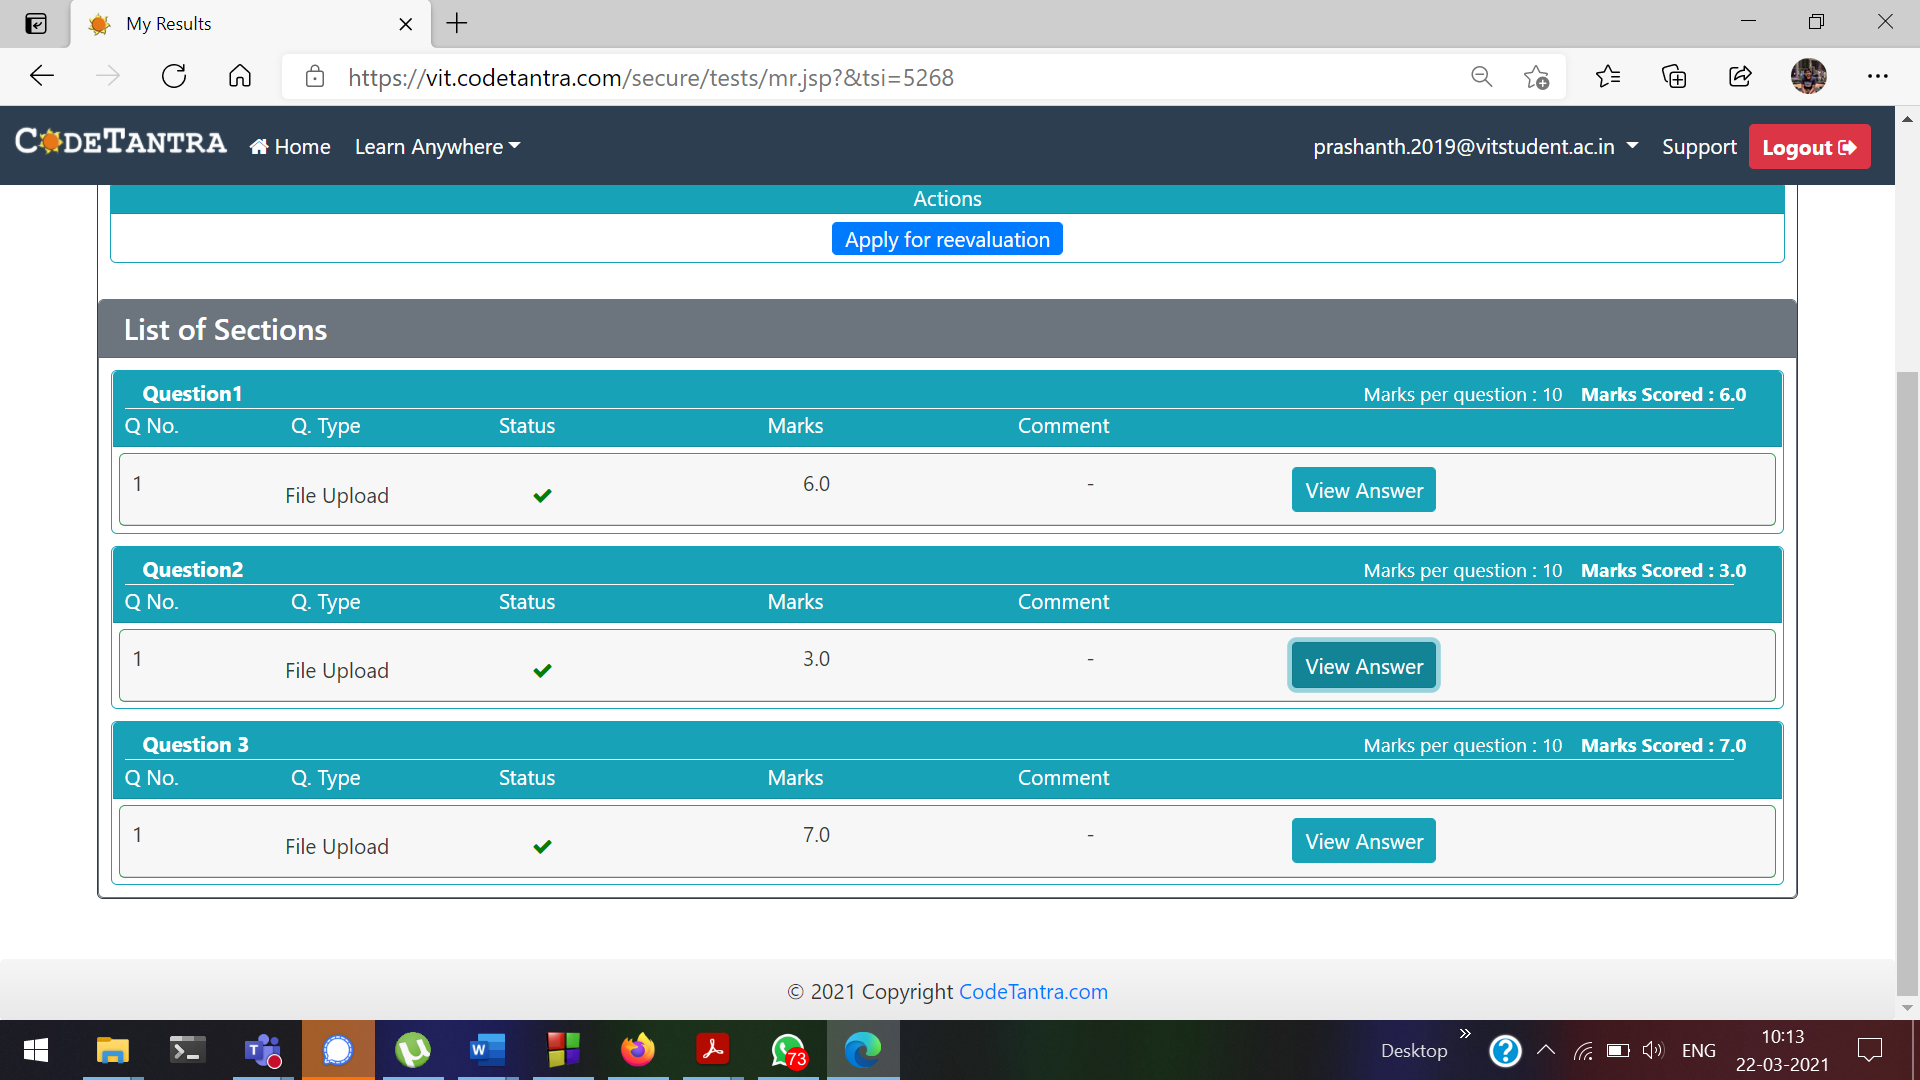 My Results
https://vit.codetantra.com/secure/tests/mr.jsp?&tsi=5268
CODETANTRA Home Learn Anywhere prashanth.2019@vitstudent.ac.in Support Logout
Actions
Apply for reevaluation
List of Sections
Question1 Marks per question : 10 Marks Scored : 6.0
Q No. Q. Type Status Marks Comment
1 File Upload 6.0 - View Answer
Question2 Marks per question : 10 Marks Scored : 3.0
Q No. Q. Type Status Marks Comment
1 File Upload 3.0 - View Answer
Question 3 Marks per question : 10 Marks Scored : 7.0
Q No. Q. Type Status Marks Comment
1 File Upload 7.0 - View Answer
© 2021 Copyright CodeTantra.com
73 Desktop ENG 10:13
22-03-2021